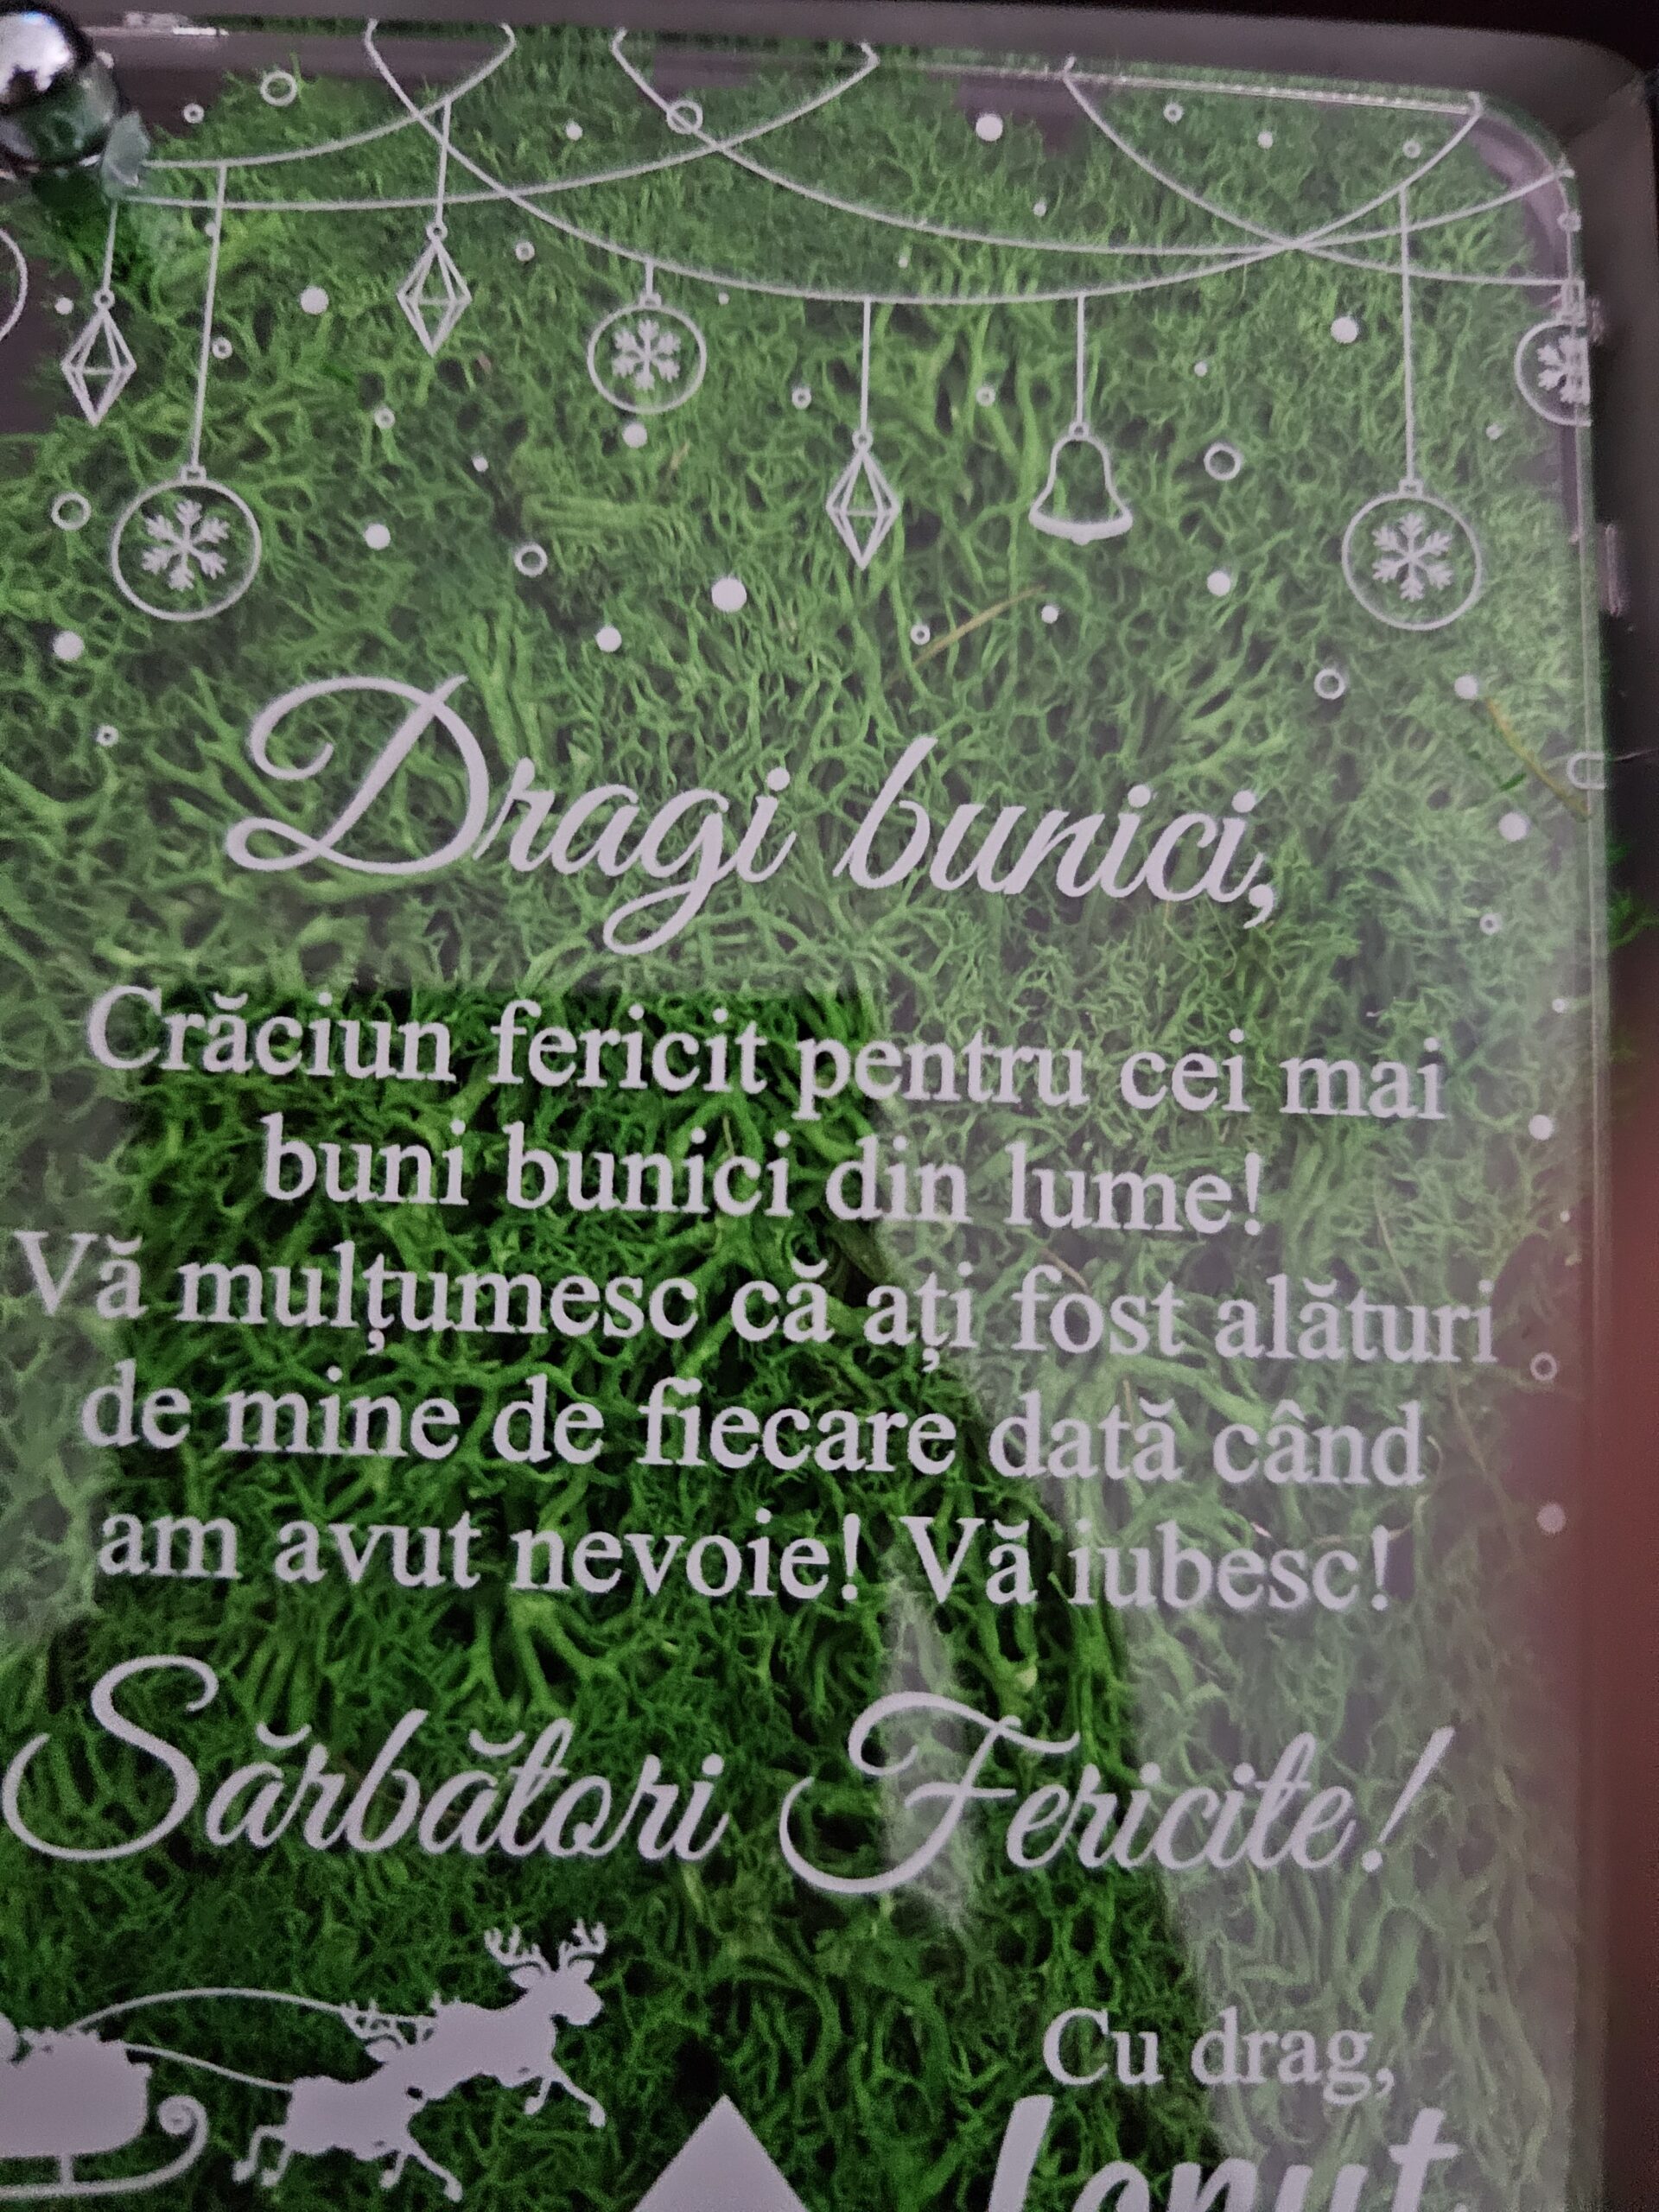 Dragi bunici,
Crăciun fericit pentru cei mai
buni bunici din lume!
Vă mulțumesc că ați fost alături
de mine de fiecare dată când
am avut nevoie! Vă iubesc!
Sărbători Fericite!
Cu drag,
Ionuț